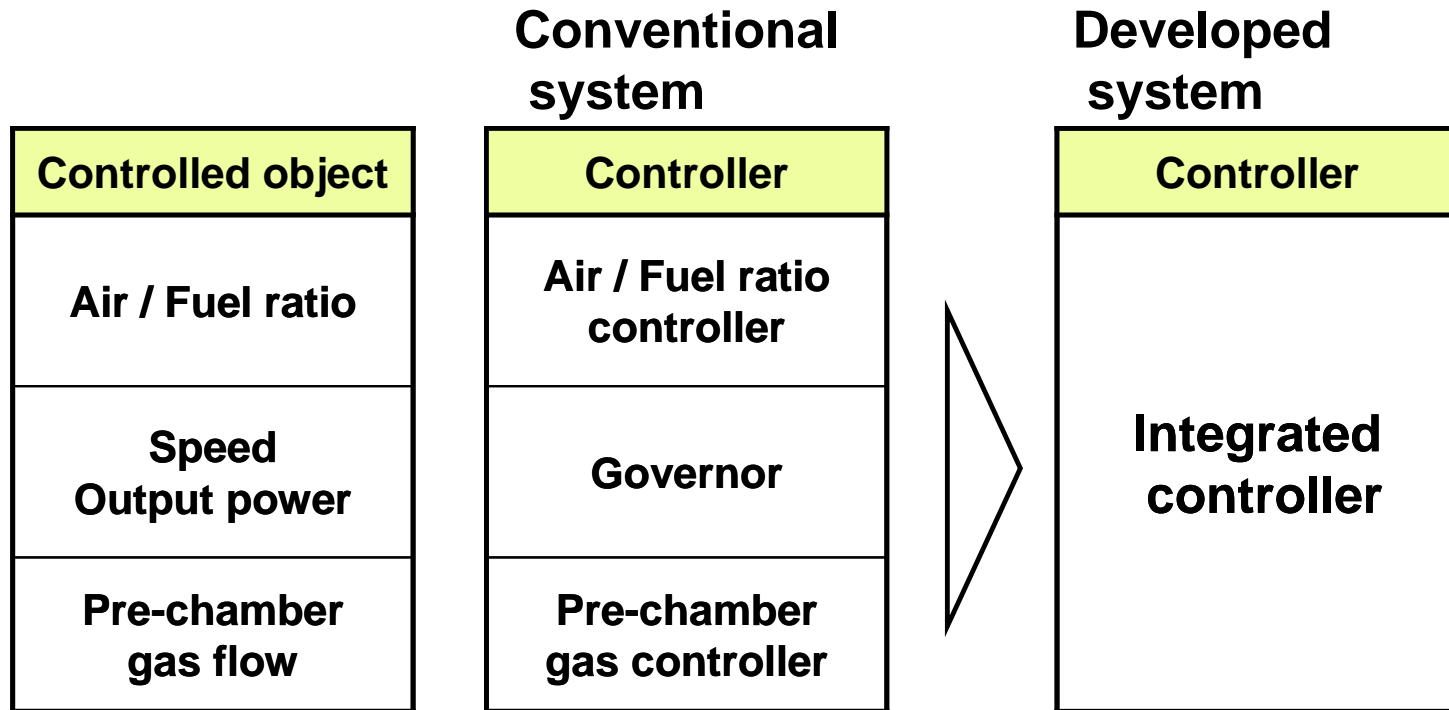 Conventional
system
Developed
system
Controlled object
Air / Fuel ratio
Speed
Output power
Pre-chamber
gas flow
Controller
Air / Fuel ratio
controller
Governor
Pre-chamber
gas controller
Controller
Integrated
controller